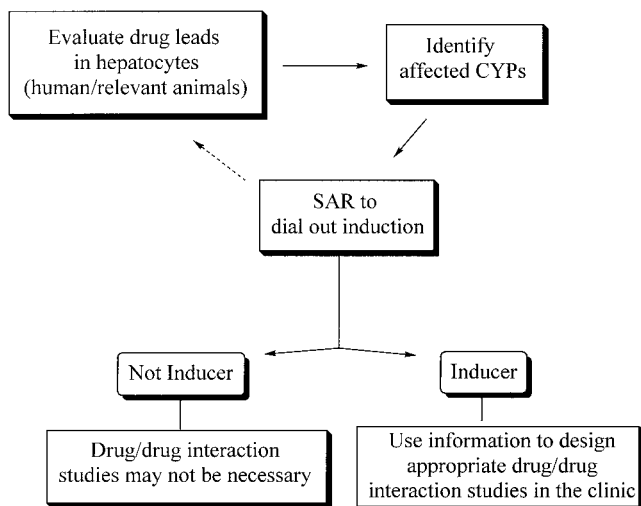 Evaluate drug leads
in hepatocytes
(human/relevant animals)
Identify
affected CYPs
SAR to
dial out induction
Not Inducer
Inducer
Drug/drug interaction
studies may not be necessary
Use information to design
appropriate drug/drug
interaction studies in the clinic